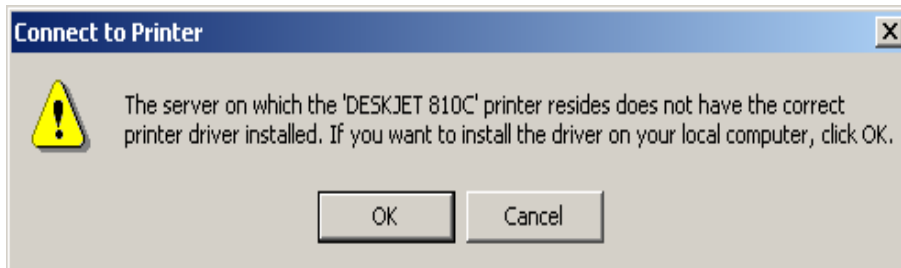 Connect to Printer
The server on which the 'DESKJET 810C' printer resides does not have the correct
printer driver installed. If you want to install the driver on your local computer, click OK.
OK
Cancel